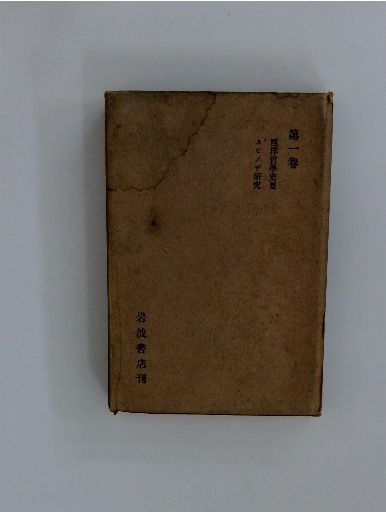 第一巻
西洋哲學史要
スピノザ研究
岩波書店刊